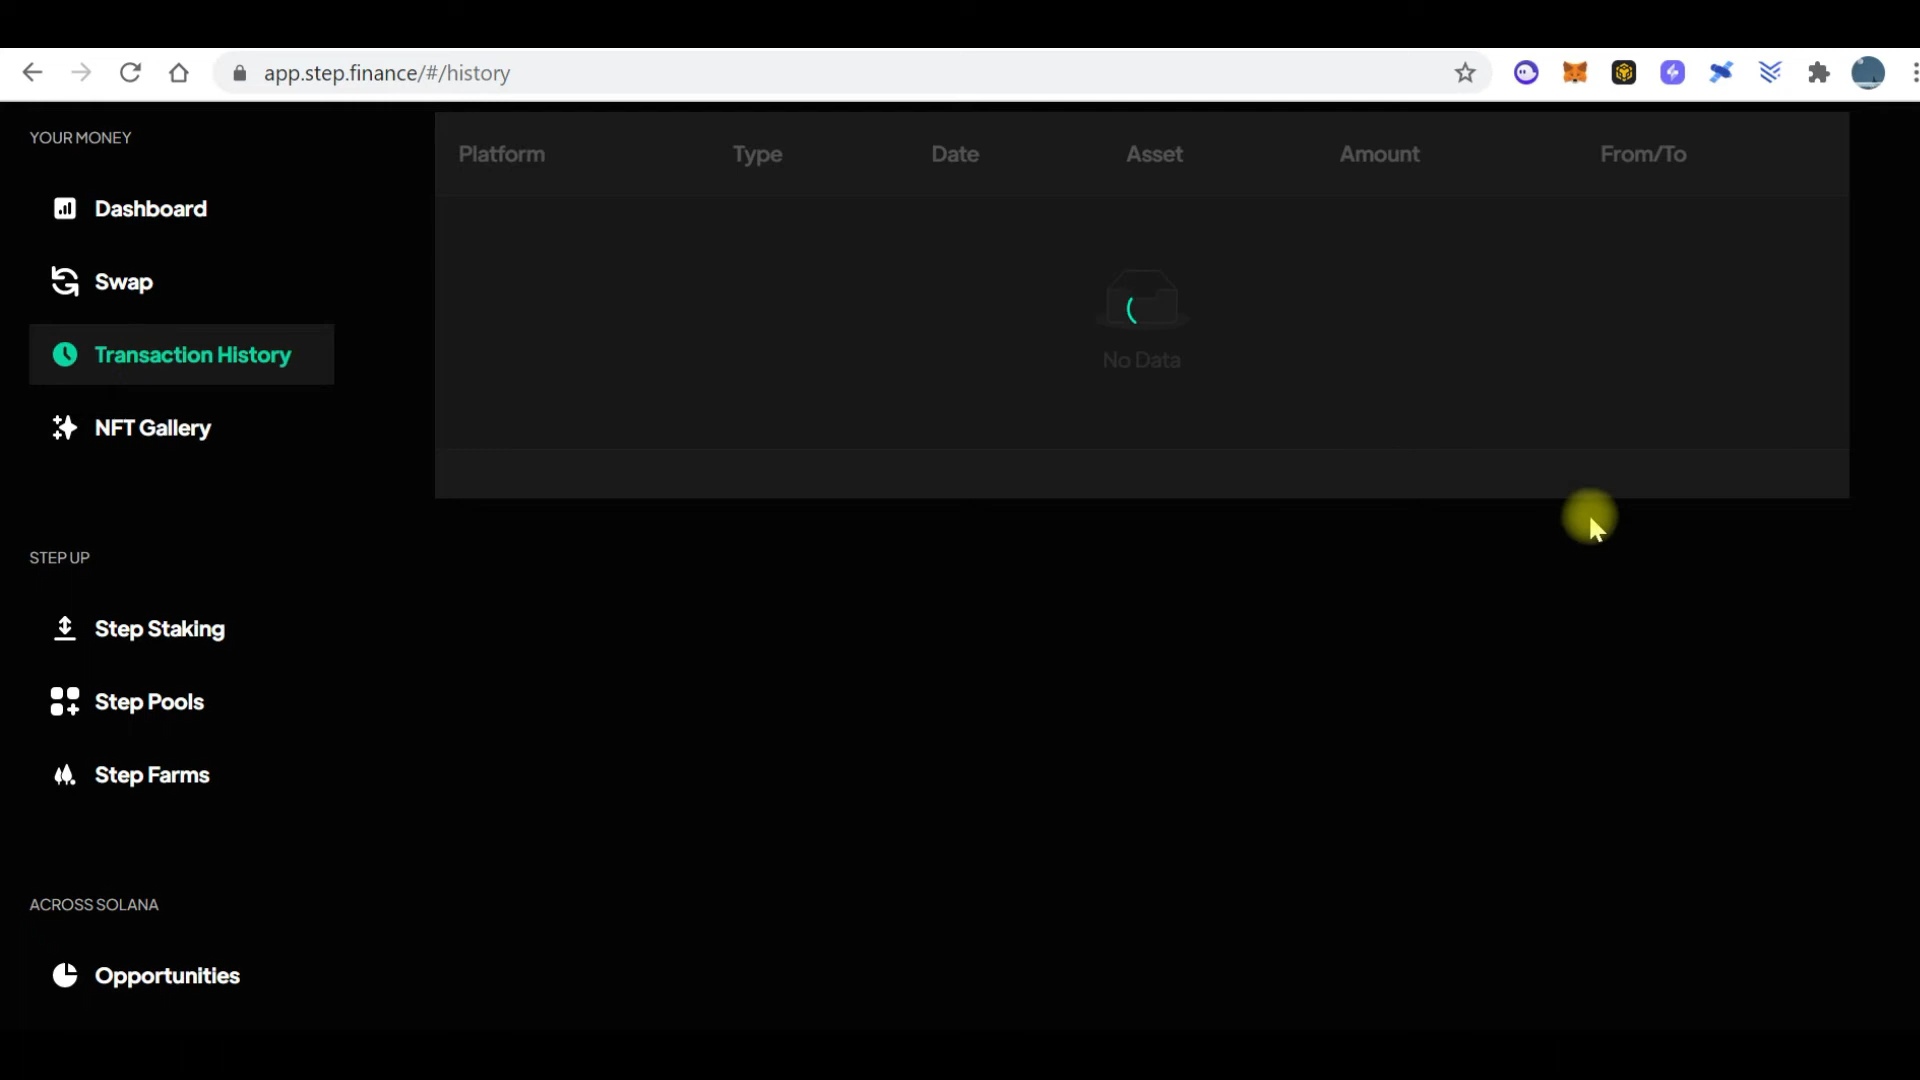 app.step.finance/#/history
YOUR MONEY
Dashboard
Swap
Transaction History
NFT Gallery
STEP UP
Step Staking
Step Pools
Step Farms
ACROSS SOLANA
Opportunities
Platform Type Date Asset Amount From/To
No Data